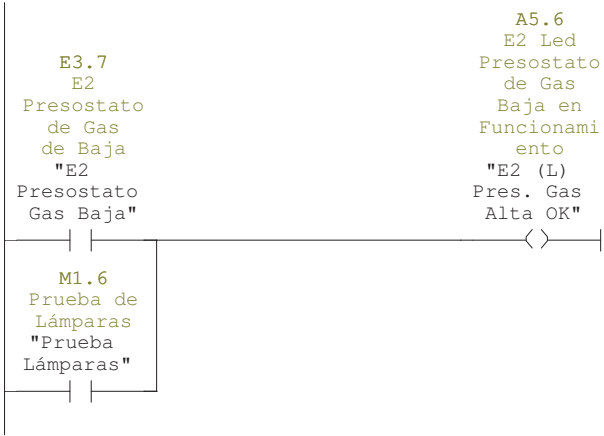 A5.6
E2 Led
Presostato
de Gas
Baja en
Funcionami
ento
"E2 (L)
Pres. Gas
Alta OK"
E3.7
E2
Presostato
de Gas
de Baja
"E2
Presostato
Gas Baja"
M1.6
Prueba de
Lámparas
"Prueba
Lámparas"